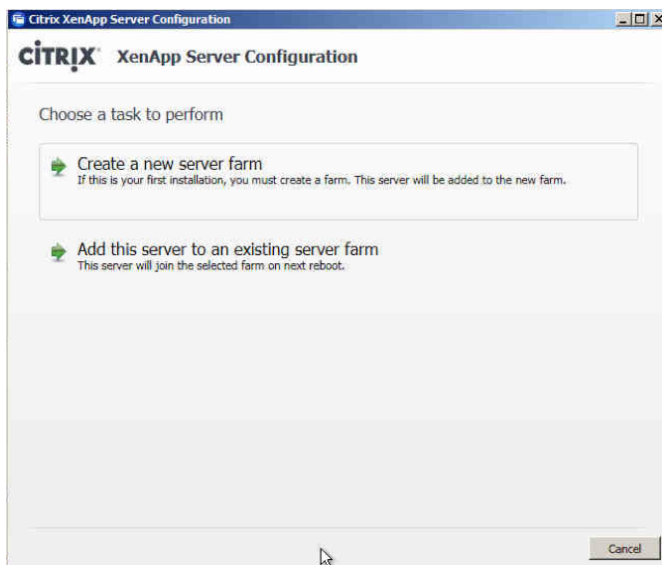 Citrix XenApp Server Configuration
CITRIX XenApp Server Configuration
Choose a task to perform
Create a new server farm
If this is your first installation, you must create a farm. This server will be added to the new farm.
Add this server to an existing server farm
This server will join the selected farm on next reboot.
Cancel